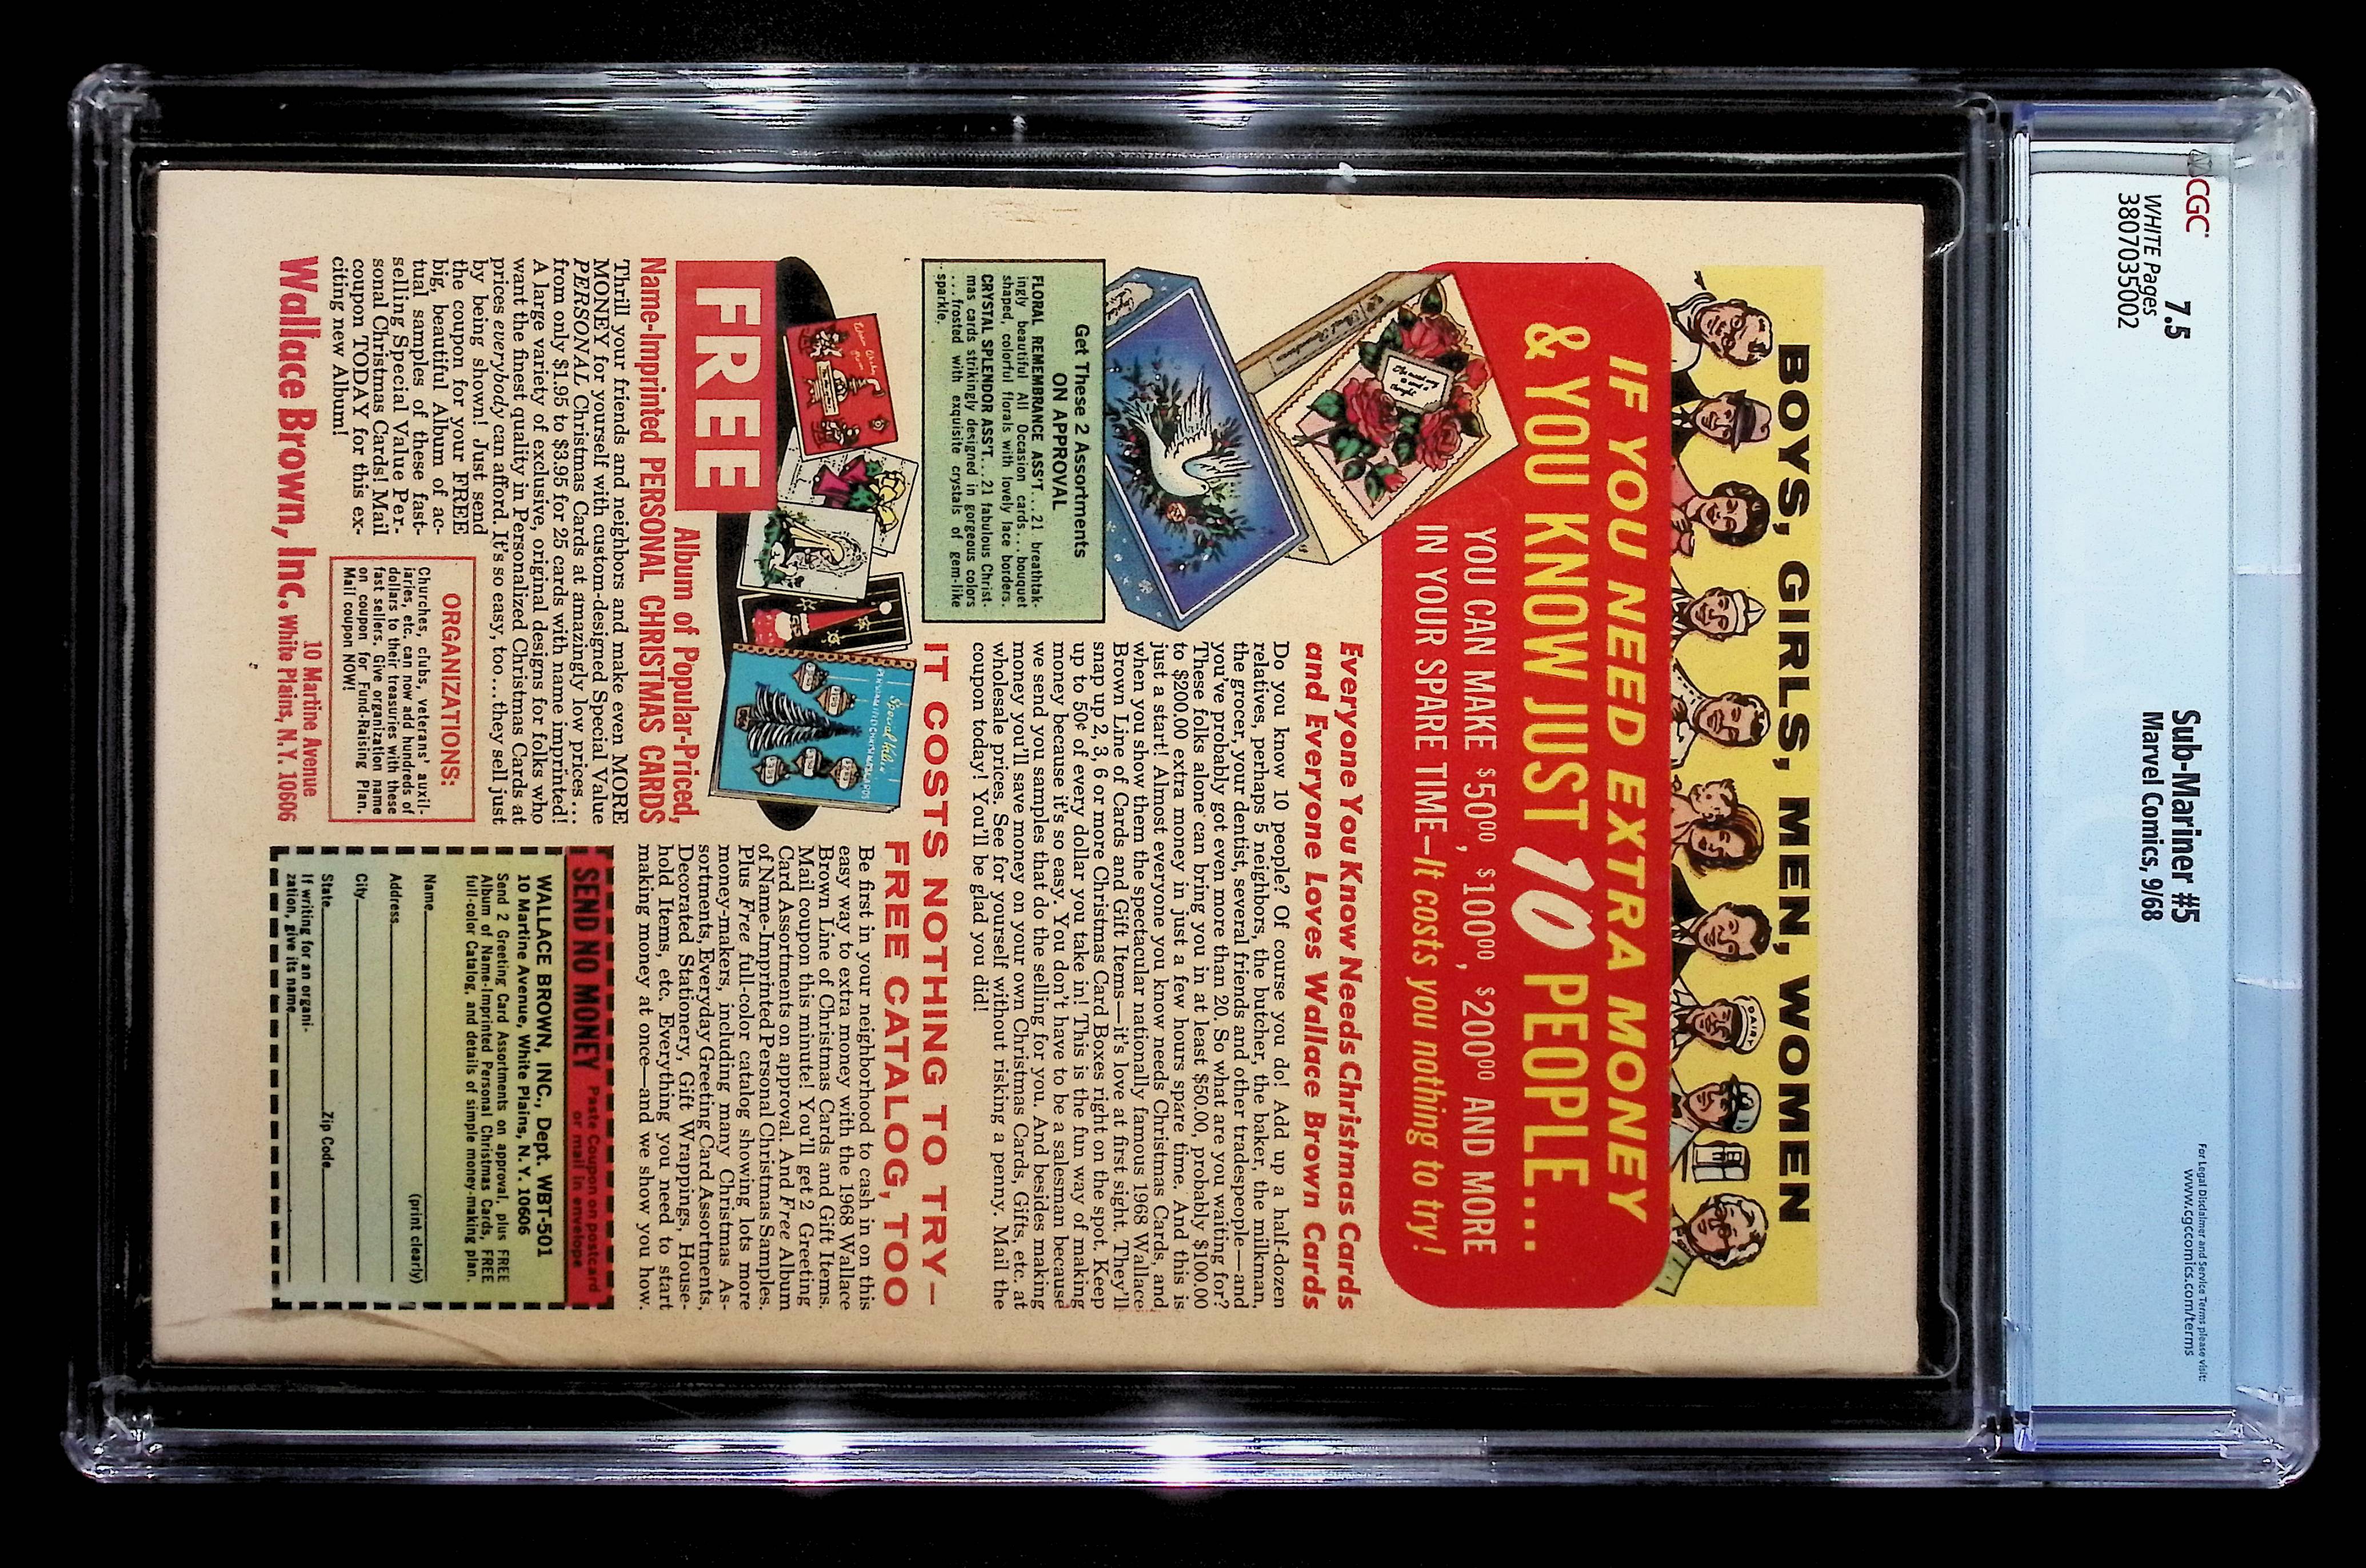 CGC
7.5
WHITE Pages
3807035002
Sub-Mariner #5
Marvel Comics, 9/68
For Legal Disclaimer and Service Terms please visit:
www.cgccomics.com/terms
BOYS, GIRLS, MEN, WOMEN
DAIRY
IF YOU NEED EXTRA MONEY
& YOU KNOW JUST 10 PEOPLE...
YOU CAN MAKE $50⁰⁰, $100⁰⁰, $200⁰⁰ AND MORE
IN YOUR SPARE TIME—It costs you nothing to try!
Everyone You Know Needs Christmas Cards
and Everyone Loves Wallace Brown Cards
Do you know 10 people? Of course you do! Add up a half-dozen
relatives, perhaps 5 neighbors, the butcher, the baker, the milkman,
the grocer, your dentist, several friends and other tradespeople—and
you've probably got even more than 20. So what are you waiting for?
These folks alone can bring you in at least $50.00, probably $100.00
to $200.00 extra money in just a few hours spare time. And this is
just a start! Almost everyone you know needs Christmas Cards, and
when you show them the spectacular nationally famous 1968 Wallace
Brown Line of Cards and Gift Items—it's love at first sight. They'll
snap up 2, 3, 6 or more Christmas Card Boxes right on the spot. Keep
up to 50¢ of every dollar you take in! This is the fun way of making
money because it's so easy. You don't have to be a salesman because
we send you samples that do the selling for you. And besides making
money you'll save money on your own Christmas Cards, Gifts, etc. at
wholesale prices. See for yourself without risking a penny. Mail the
coupon today! You'll be glad you did!
Get These 2 Assortments
ON APPROVAL
FLORAL REMEMBRANCE ASS'T...21 breathtak-
ingly beautiful All Occasion cards...bouquet
shaped, colorful florals with lovely lace borders.
CRYSTAL SPLENDOR ASS'T...21 fabulous Christ-
mas cards strikingly designed in gorgeous colors
...frosted with exquisite crystals of gem-like
sparkle.
IT COSTS NOTHING TO TRY—
FREE CATALOG, TOO
Be first in your neighborhood to cash in on this
easy way to extra money with the 1968 Wallace
Brown Line of Christmas Cards and Gift Items.
Mail coupon this minute! You'll get 2 Greeting
Card Assortments on approval. And Free Album
of Name-Imprinted Personal Christmas Samples.
Plus Free full-color catalog showing lots more
money-makers, including many Christmas As-
sortments, Everyday Greeting Card Assortments,
Decorated Stationery, Gift Wrappings, House-
hold Items, etc. Everything you need to start
making money at once—and we show you how.
Special Value
PERSONALIZED CHRISTMAS CARDS
FREE
Album of Popular-Priced,
Name-Imprinted PERSONAL CHRISTMAS CARDS
Thrill your friends and neighbors and make even MORE
MONEY for yourself with custom-designed Special Value
PERSONAL Christmas Cards at amazingly low prices...
from only $1.95 to $3.95 for 25 cards with name imprinted!
A large variety of exclusive, original designs for folks who
want the finest quality in Personalized Christmas Cards at
prices everybody can afford. It's so easy, too...they sell just
by being shown! Just send
the coupon for your FREE
big, beautiful Album of ac-
tual samples of these fast-
selling Special Value Per-
sonal Christmas Cards! Mail
coupon TODAY for this ex-
citing new Album!
ORGANIZATIONS:
Churches, clubs, veterans' auxil-
iaries, etc. can now add hundreds of
dollars to their treasuries with these
fast sellers. Give organization name
on coupon for Fund-Raising Plan.
Mail coupon NOW!
Wallace Brown, Inc.
10 Martine Avenue
White Plains, N.Y. 10606
SEND NO MONEY
Paste Coupon on postcard
or mail in envelope
WALLACE BROWN, INC., Dept. WBT-501
10 Martine Avenue, White Plains, N.Y. 10606
Send 2 Greeting Card Assortments on approval, plus FREE
Album of Name-Imprinted Personal Christmas Cards, FREE
full-color Catalog, and details of simple money-making plan.
Name
(print clearly)
Address
City
State
Zip Code
If writing for an organi-
zation, give its name